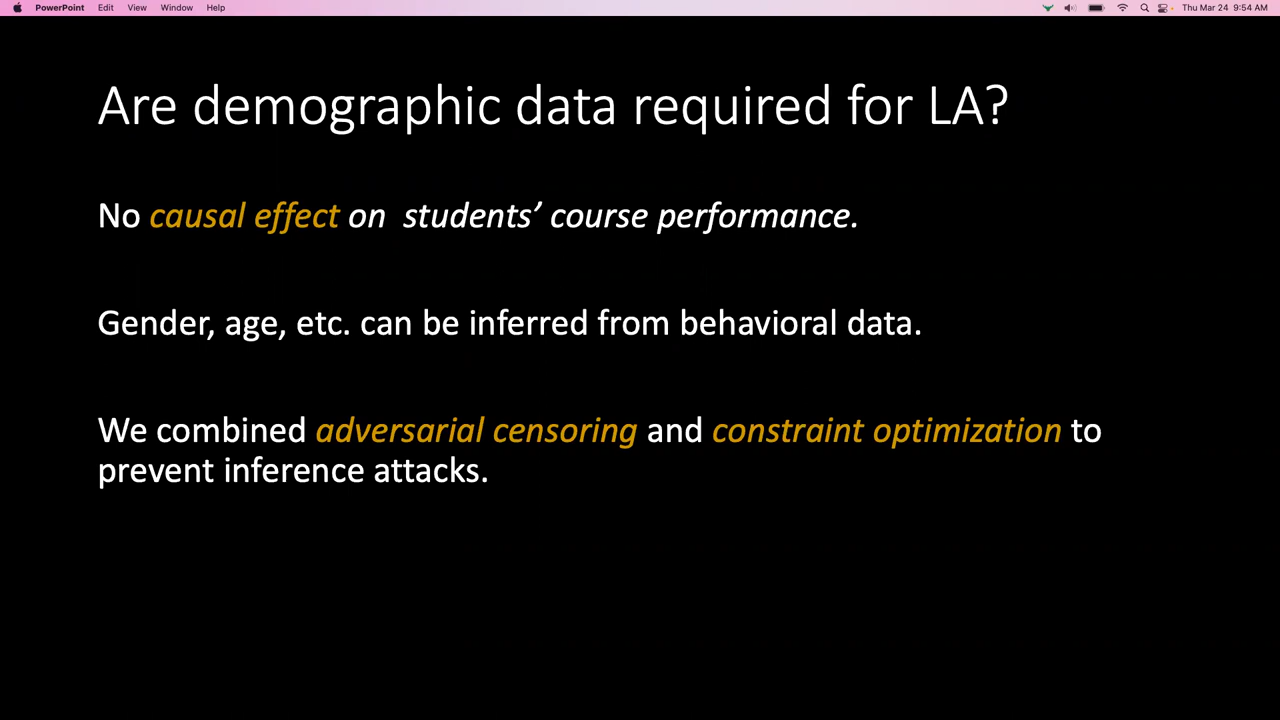 PowerPoint Edit View Window Help Thu Mar 24 9:54 AM
Are demographic data required for LA?
No causal effect on students’ course performance.
Gender, age, etc. can be inferred from behavioral data.
We combined adversarial censoring and constraint optimization to
prevent inference attacks.